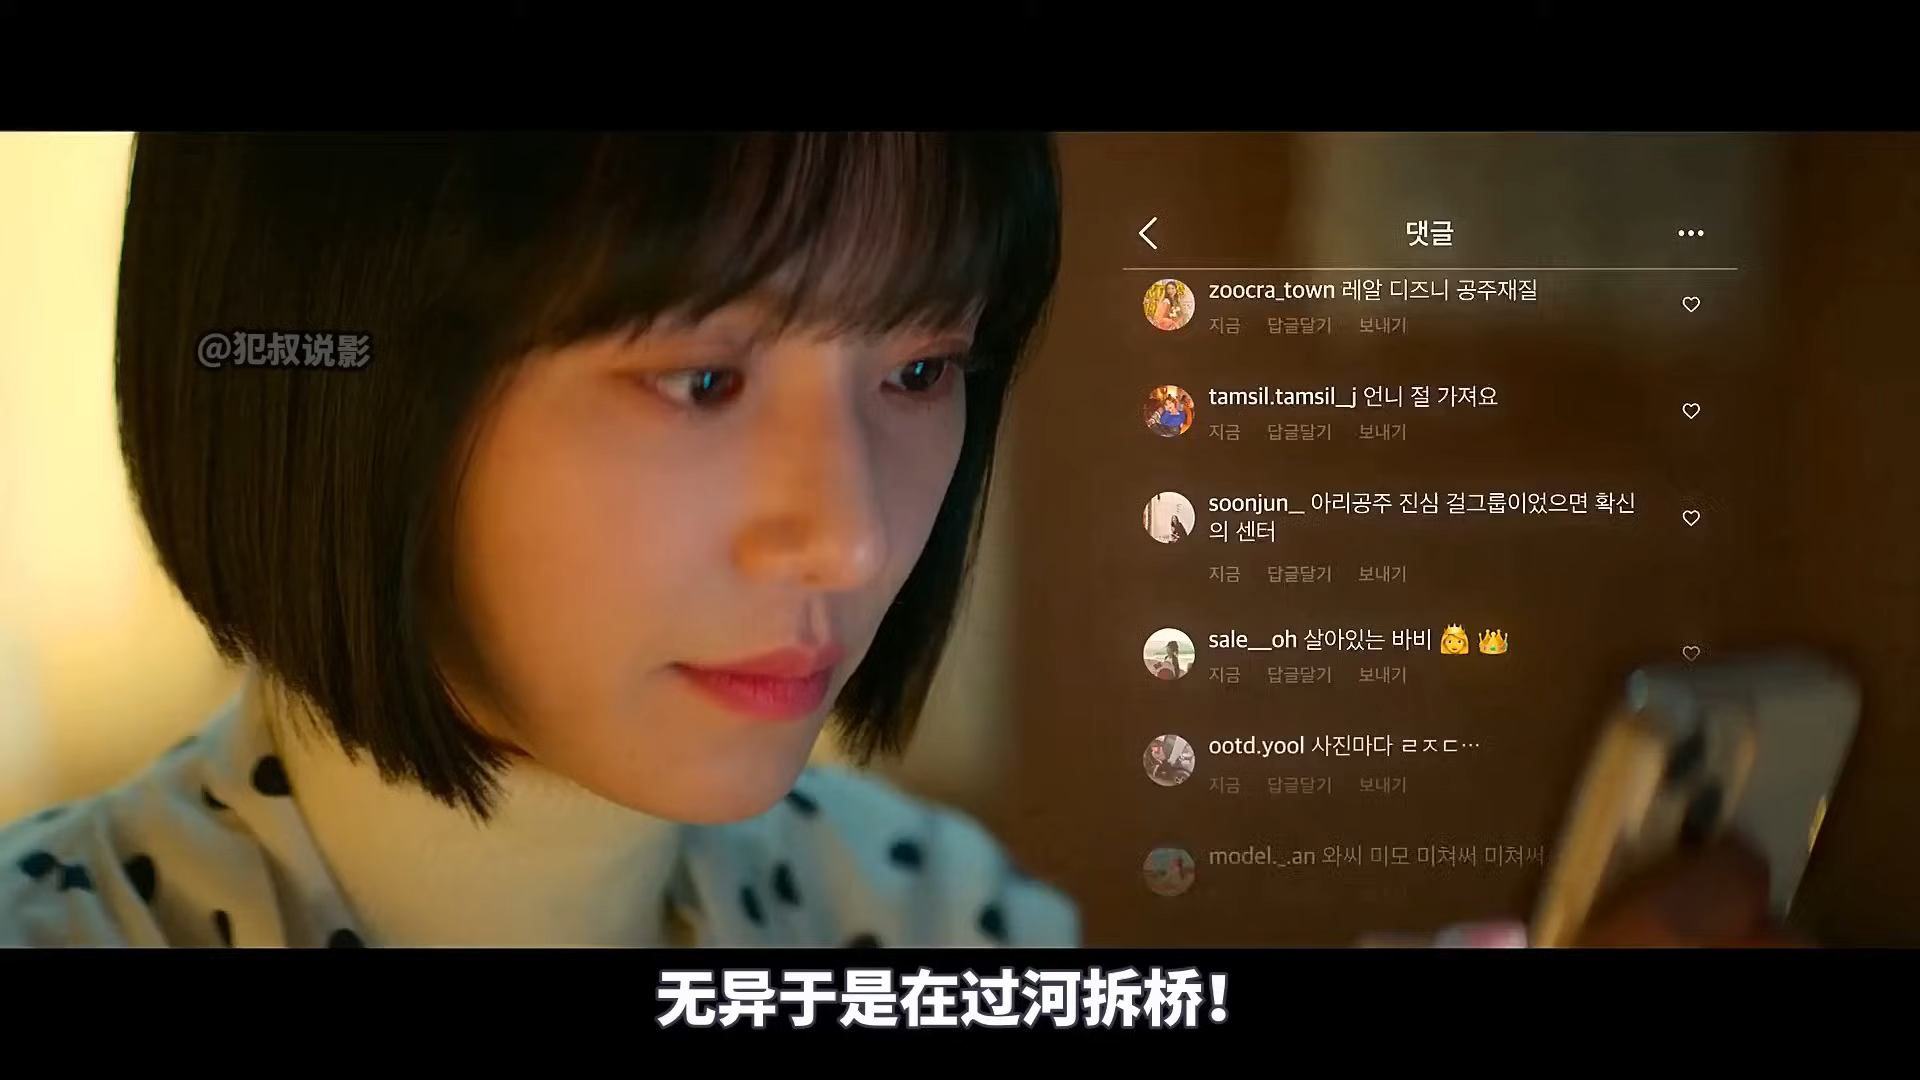 댓글
zoocra_town 레알 디즈니 공주재질
지금 답글달기 보내기
@犯叔说影
tamsil.tamsil__j 언니 절 가져요
지금 답글달기 보내기
soonjun__ 아리공주 진심 걸그룹이었으면 확신
의 센터
지금 답글달기 보내기
sale__oh 살아있는 바비 👸 👑
지금 답글달기 보내기
ootd.yool 사진마다 ㄹㅈㄷ…
지금 답글달기 보내기
model._.an 와씨 미모 미쳐써 미쳐써
无异于是在过河拆桥！